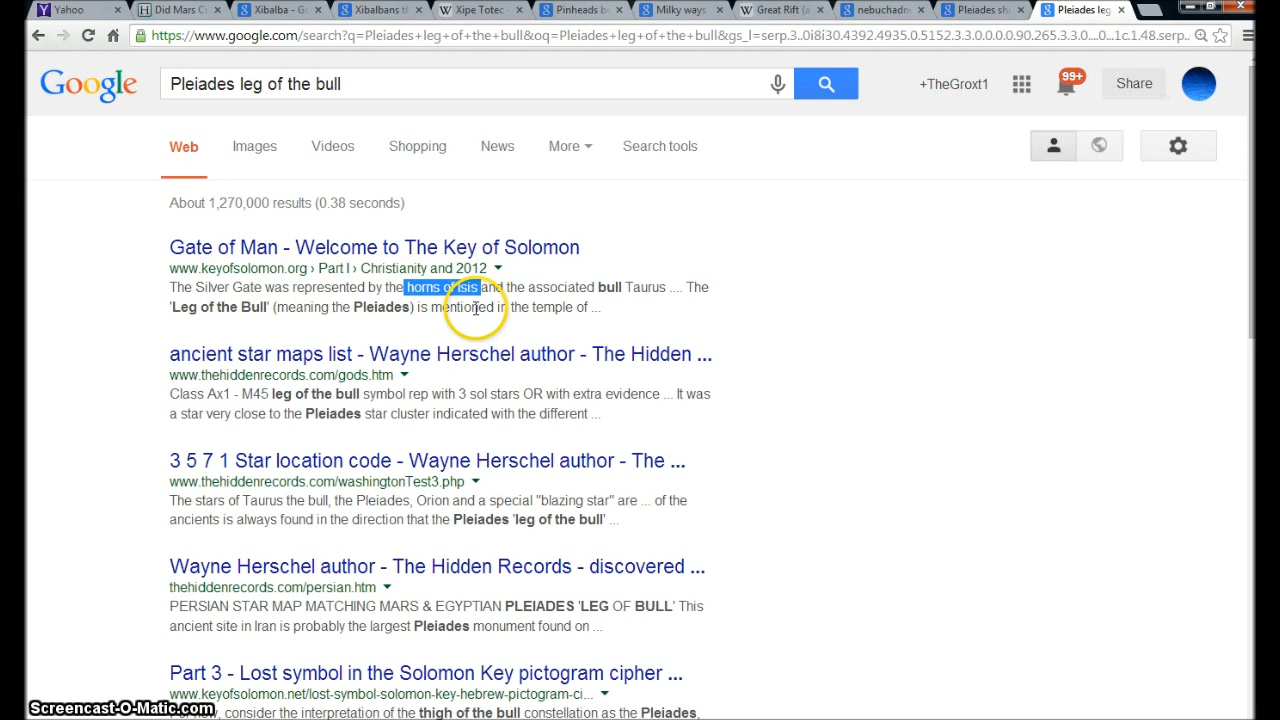 Yahoo
Did Mars C
Xibalba - G
Xibalbans th
Xipe Totec -
Pinheads b
Milky ways
Great Rift (a
nebuchadn
Pleiades sh
Pleiades leg
https://www.google.com/search?q=Pleiades+leg+of+the+bull&oq=Pleiades+leg+of+the+bull&gs_l=serp.3..0i8i30.4392.4935.0.5152.3.3.0.0.0.0.90.265.3.3.0....0...1c.1.48.serp..
Google
Pleiades leg of the bull
+TheGroxt1
99+
Share
Web
Images
Videos
Shopping
News
More
Search tools
About 1,270,000 results (0.38 seconds)
Gate of Man - Welcome to The Key of Solomon
www.keyofsolomon.org › Part I › Christianity and 2012
The Silver Gate was represented by the horns of Isis and the associated bull Taurus .... The
'Leg of the Bull' (meaning the Pleiades) is mentioned in the temple of ...
ancient star maps list - Wayne Herschel author - The Hidden ...
www.thehiddenrecords.com/gods.htm
Class Ax1 - M45 leg of the bull symbol rep with 3 sol stars OR with extra evidence ... It was
a star very close to the Pleiades star cluster indicated with the different ...
3 5 7 1 Star location code - Wayne Herschel author - The ...
www.thehiddenrecords.com/washingtonTest3.php
The stars of Taurus the bull, the Pleiades, Orion and a special "blazing star" are ... of the
ancients is always found in the direction that the Pleiades 'leg of the bull' ...
Wayne Herschel author - The Hidden Records - discovered ...
thehiddenrecords.com/persian.htm
PERSIAN STAR MAP MATCHING MARS & EGYPTIAN PLEIADES 'LEG OF BULL' This
ancient site in Iran is probably the largest Pleiades monument found on ...
Part 3 - Lost symbol in the Solomon Key pictogram cipher ...
www.keyofsolomon.net/lost-symbol-solomon-key-hebrew-pictogram-ci...
For now, consider the interpretation of the thigh of the bull constellation as the Pleiades,
Screencast-O-Matic.com